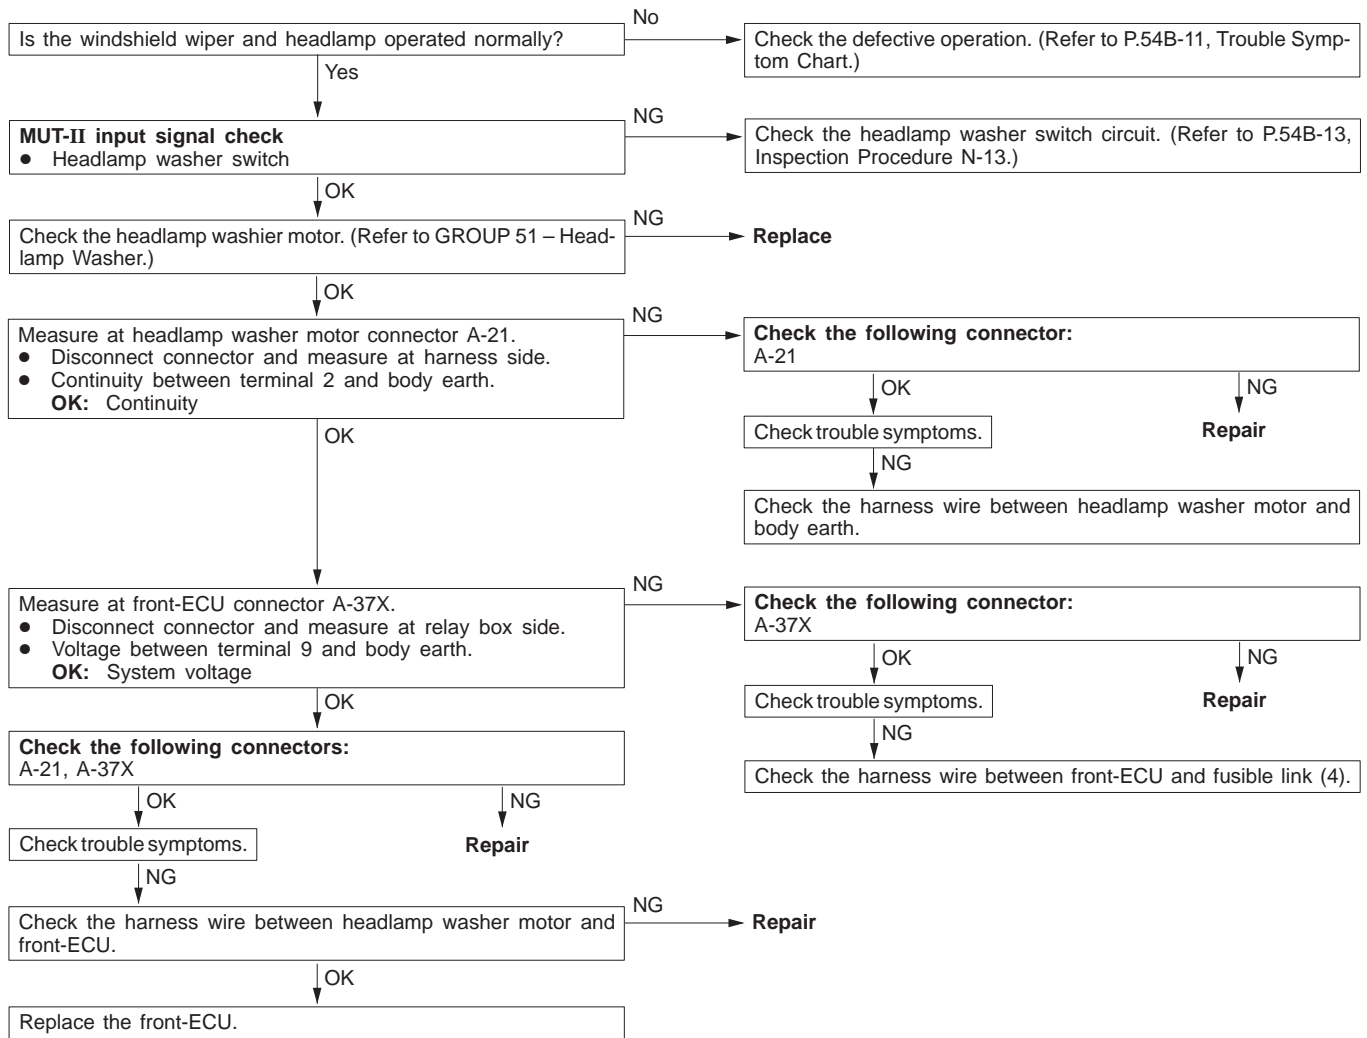 No
Is the windshield wiper and headlamp operated normally?
Check the defective operation. (Refer to P.54B-11, Trouble Symp-
tom Chart.)
Yes
MUT-II input signal check
● Headlamp washer switch
NG
Check the headlamp washer switch circuit. (Refer to P.54B-13,
Inspection Procedure N-13.)
OK
Check the headlamp washier motor. (Refer to GROUP 51 – Head-
lamp Washer.)
NG
Replace
OK
Measure at headlamp washer motor connector A-21.
● Disconnect connector and measure at harness side.
● Continuity between terminal 2 and body earth.
OK: Continuity
NG
Check the following connector:
A-21
OK
NG
Check trouble symptoms.
Repair
NG
Check the harness wire between headlamp washer motor and
body earth.
OK
Measure at front-ECU connector A-37X.
● Disconnect connector and measure at relay box side.
● Voltage between terminal 9 and body earth.
OK: System voltage
NG
Check the following connector:
A-37X
OK
NG
Check trouble symptoms.
Repair
NG
Check the harness wire between front-ECU and fusible link (4).
OK
Check the following connectors:
A-21, A-37X
OK
NG
Check trouble symptoms.
Repair
NG
Check the harness wire between headlamp washer motor and
front-ECU.
NG
Repair
OK
Replace the front-ECU.